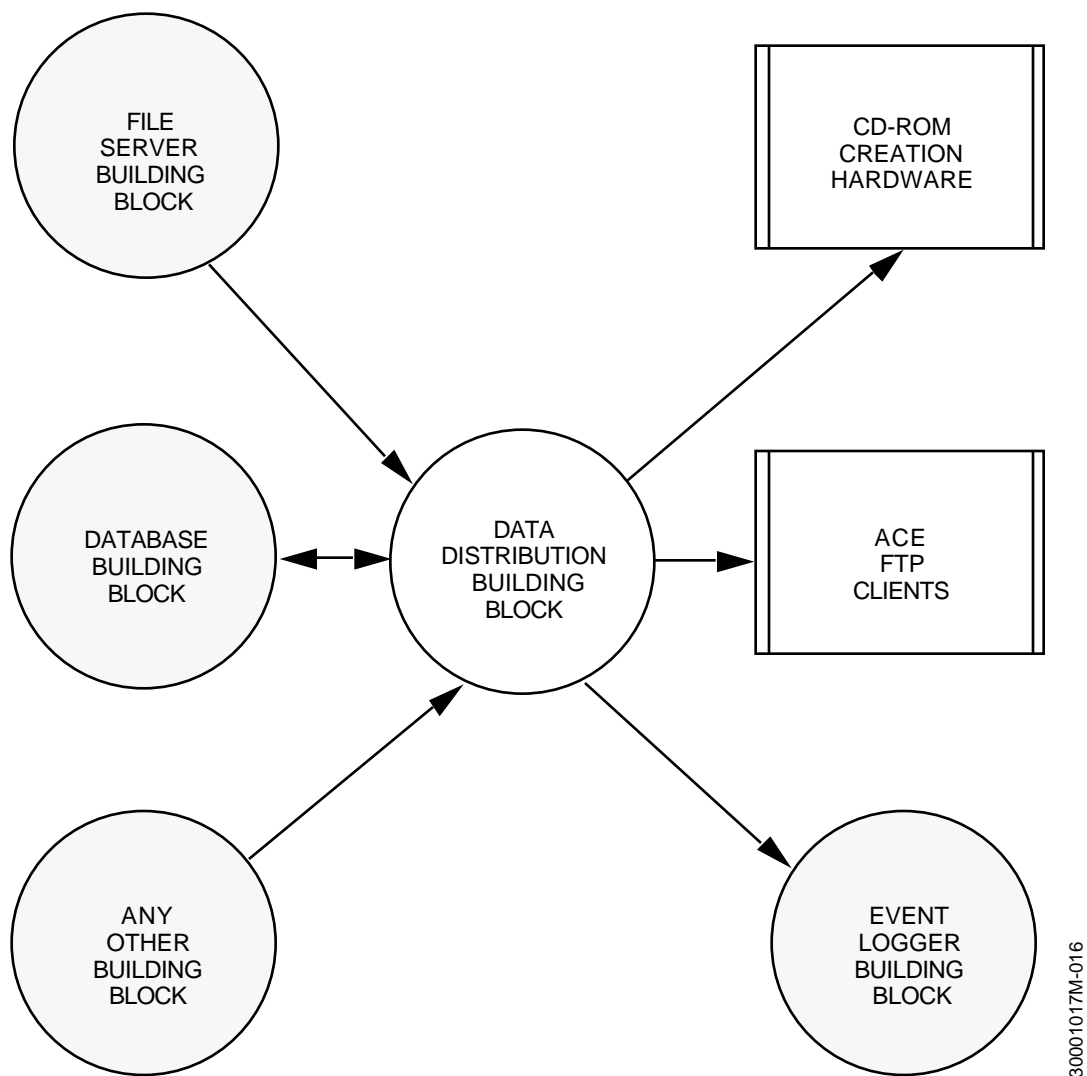 FILE
SERVER
BUILDING
BLOCK
CD-ROM
CREATION
HARDWARE
DATABASE
BUILDING
BLOCK
DATA
DISTRIBUTION
BUILDING
BLOCK
ACE
FTP
CLIENTS
ANY
OTHER
BUILDING
BLOCK
EVENT
LOGGER
BUILDING
BLOCK
30001017M-016